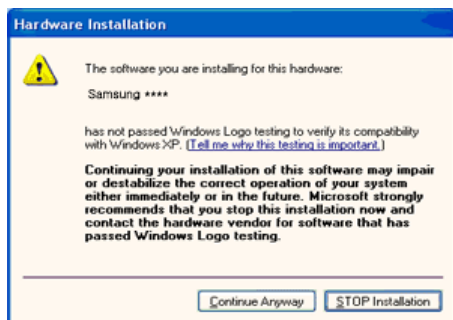 Hardware Installation
The software you are installing for this hardware:
Samsung ****
has not passed Windows Logo testing to verify its compatibility
with Windows XP. (Tell me why this testing is important.)
Continuing your installation of this software may impair
or destabilize the correct operation of your system
either immediately or in the future. Microsoft strongly
recommends that you stop this installation now and
contact the hardware vendor for software that has
passed Windows Logo testing.
Continue Anyway
STOP Installation